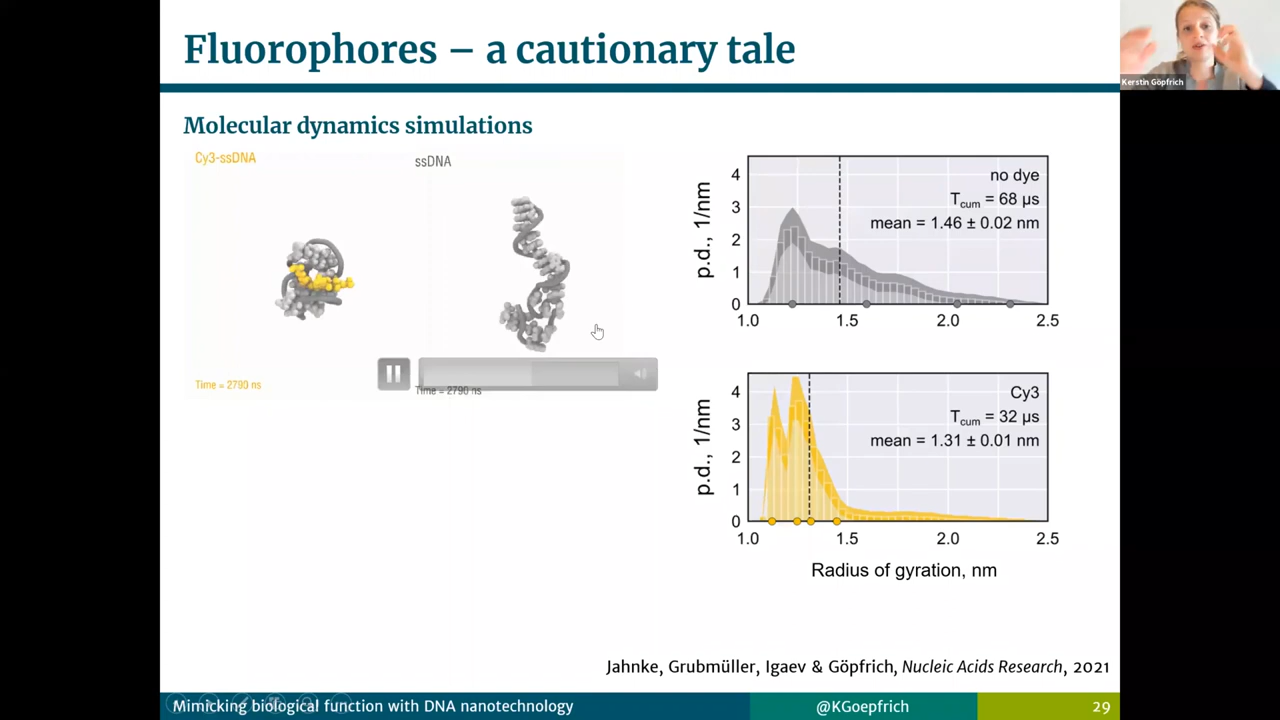 Fluorophores – a cautionary tale
Kerstin Göpfrich
Molecular dynamics simulations
Cy3-ssDNA
ssDNA
Time = 2790 ns
Time = 2790 ns
p.d., 1/nm
4
3
2
1
0
no dye
Tcum = 68 µs
mean = 1.46 ± 0.02 nm
1.0 1.5 2.0 2.5
p.d., 1/nm
4
3
2
1
0
Cy3
Tcum = 32 µs
mean = 1.31 ± 0.01 nm
1.0 1.5 2.0 2.5
Radius of gyration, nm
Jahnke, Grubmüller, Igaev & Göpfrich, Nucleic Acids Research, 2021
Mimicking biological function with DNA nanotechnology
@KGoepfrich
29